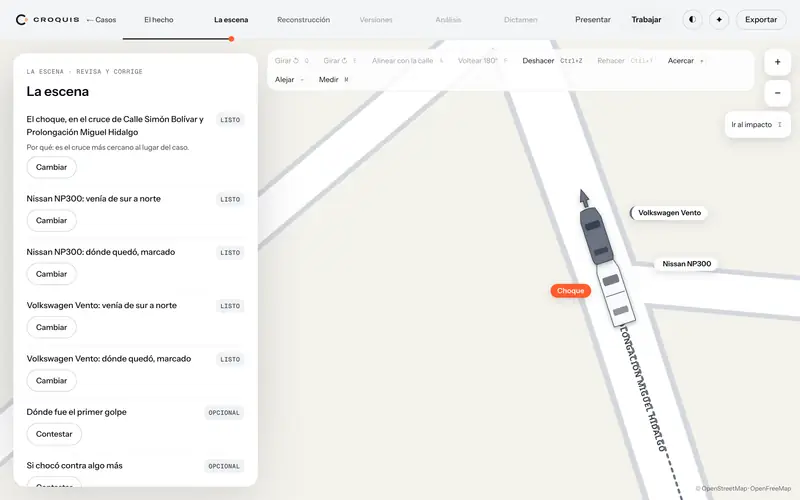 CROQUIS
← Casos
El hecho
La escena
Reconstrucción
Versiones
Análisis
Dictamen
Presentar
Trabajar
Exportar
LA ESCENA · REVISA Y CORRIGE
La escena
El choque, en el cruce de Calle Simón Bolívar y
Prolongación Miguel Hidalgo
LISTO
Por qué: es el cruce más cercano al lugar del caso.
Cambiar
Nissan NP300: venía de sur a norte
LISTO
Cambiar
Nissan NP300: dónde quedó, marcado
LISTO
Cambiar
Volkswagen Vento: venía de sur a norte
LISTO
Cambiar
Volkswagen Vento: dónde quedó, marcado
LISTO
Cambiar
Dónde fue el primer golpe
OPCIONAL
Contestar
Si chocó contra algo más
OPCIONAL
Contestar
Girar
Girar
Alinear con la calle
Voltear 180°
Deshacer Ctrl+Z
Rehacer
Acercar +
Alejar -
Medir M
+
−
Ir al impacto I
Volkswagen Vento
Nissan NP300
Choque
LONGACIÓN MIGUEL HIDALGO
© OpenStreetMap · OpenFreeMap